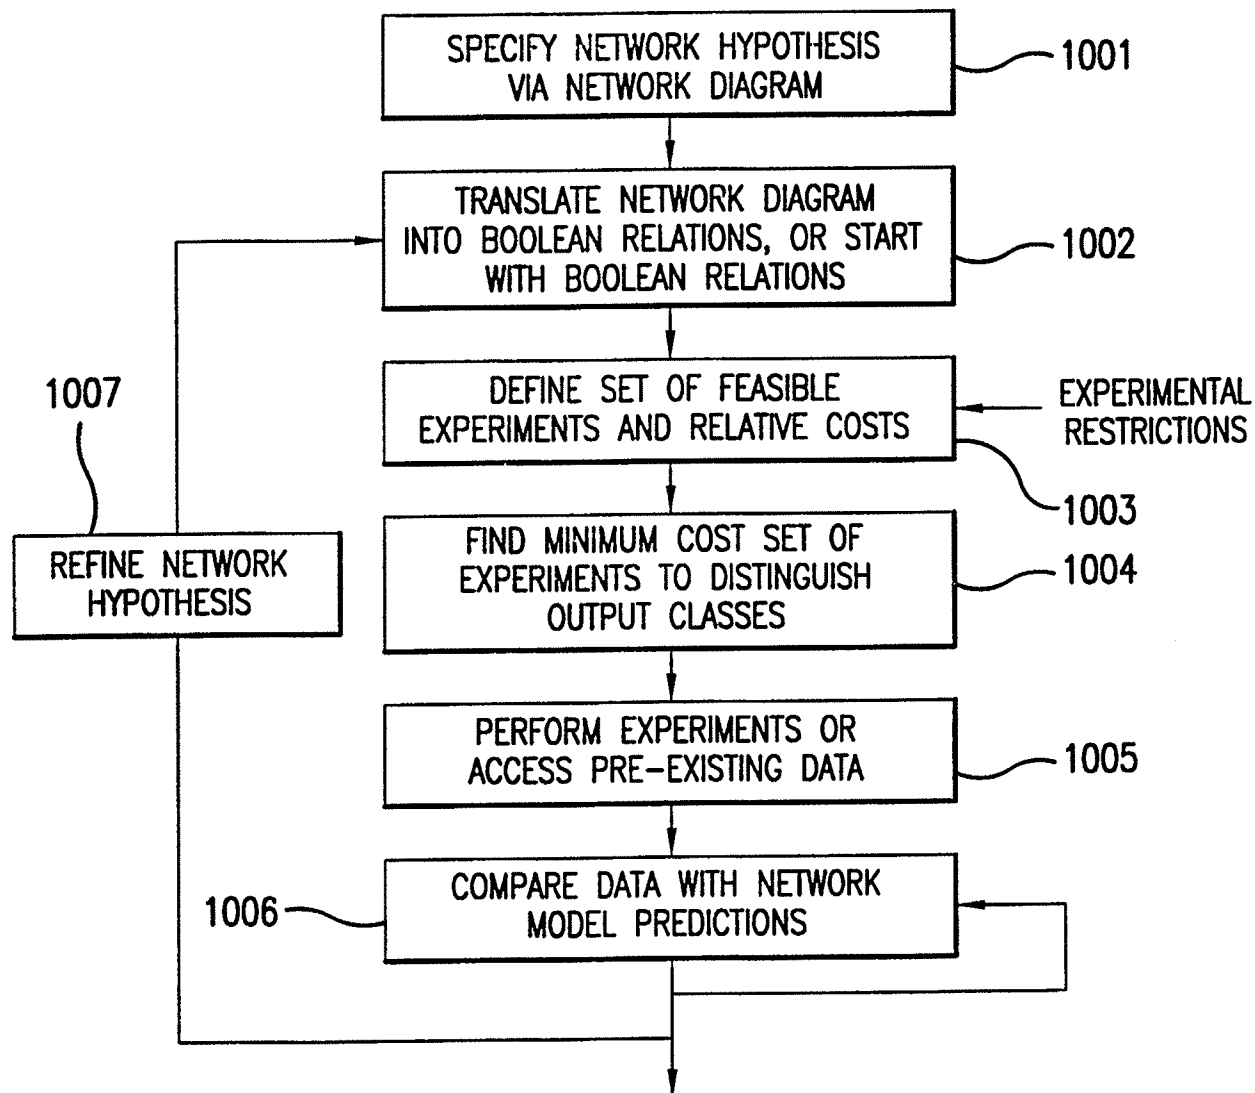 SPECIFY NETWORK HYPOTHESIS
VIA NETWORK DIAGRAM
1001
TRANSLATE NETWORK DIAGRAM
INTO BOOLEAN RELATIONS, OR START
WITH BOOLEAN RELATIONS
1002
DEFINE SET OF FEASIBLE
EXPERIMENTS AND RELATIVE COSTS
EXPERIMENTAL
RESTRICTIONS
1003
1007
REFINE NETWORK
HYPOTHESIS
FIND MINIMUM COST SET OF
EXPERIMENTS TO DISTINGUISH
OUTPUT CLASSES
1004
PERFORM EXPERIMENTS OR
ACCESS PRE-EXISTING DATA
1005
COMPARE DATA WITH NETWORK
MODEL PREDICTIONS
1006